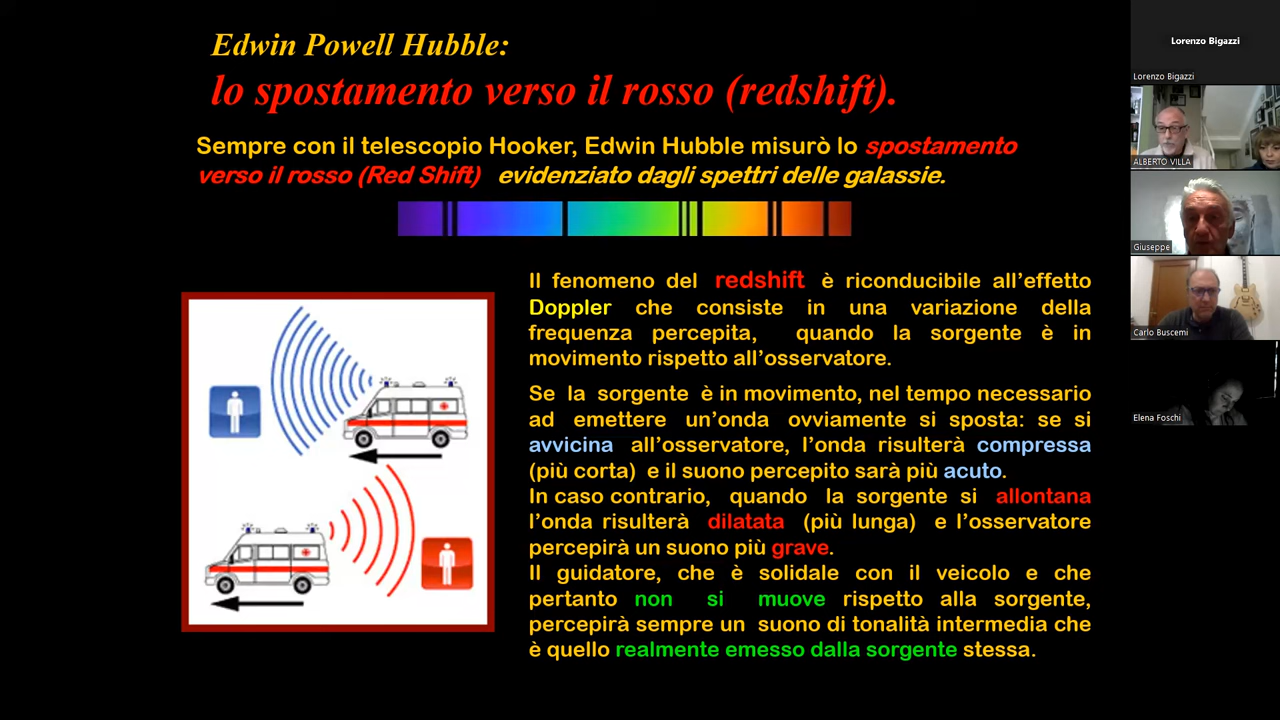 Edwin Powell Hubble:
lo spostamento verso il rosso (redshift).
Sempre con il telescopio Hooker, Edwin Hubble misurò lo spostamento
verso il rosso (Red Shift) evidenziato dagli spettri delle galassie.
Il fenomeno del redshift è riconducibile all'effetto
Doppler che consiste in una variazione della
frequenza percepita, quando la sorgente è in
movimento rispetto all'osservatore.
Se la sorgente è in movimento, nel tempo necessario
ad emettere un'onda ovviamente si sposta: se si
avvicina all'osservatore, l'onda risulterà compressa
(più corta) e il suono percepito sarà più acuto.
In caso contrario, quando la sorgente si allontana
l'onda risulterà dilatata (più lunga) e l'osservatore
percepirà un suono più grave.
Il guidatore, che è solidale con il veicolo e che
pertanto non si muove rispetto alla sorgente,
percepirà sempre un suono di tonalità intermedia che
è quello realmente emesso dalla sorgente stessa.
Lorenzo Bigazzi
Lorenzo Bigazzi
ALBERTO VILLA
Giuseppe
Carlo Buscemi
Elena Foschi